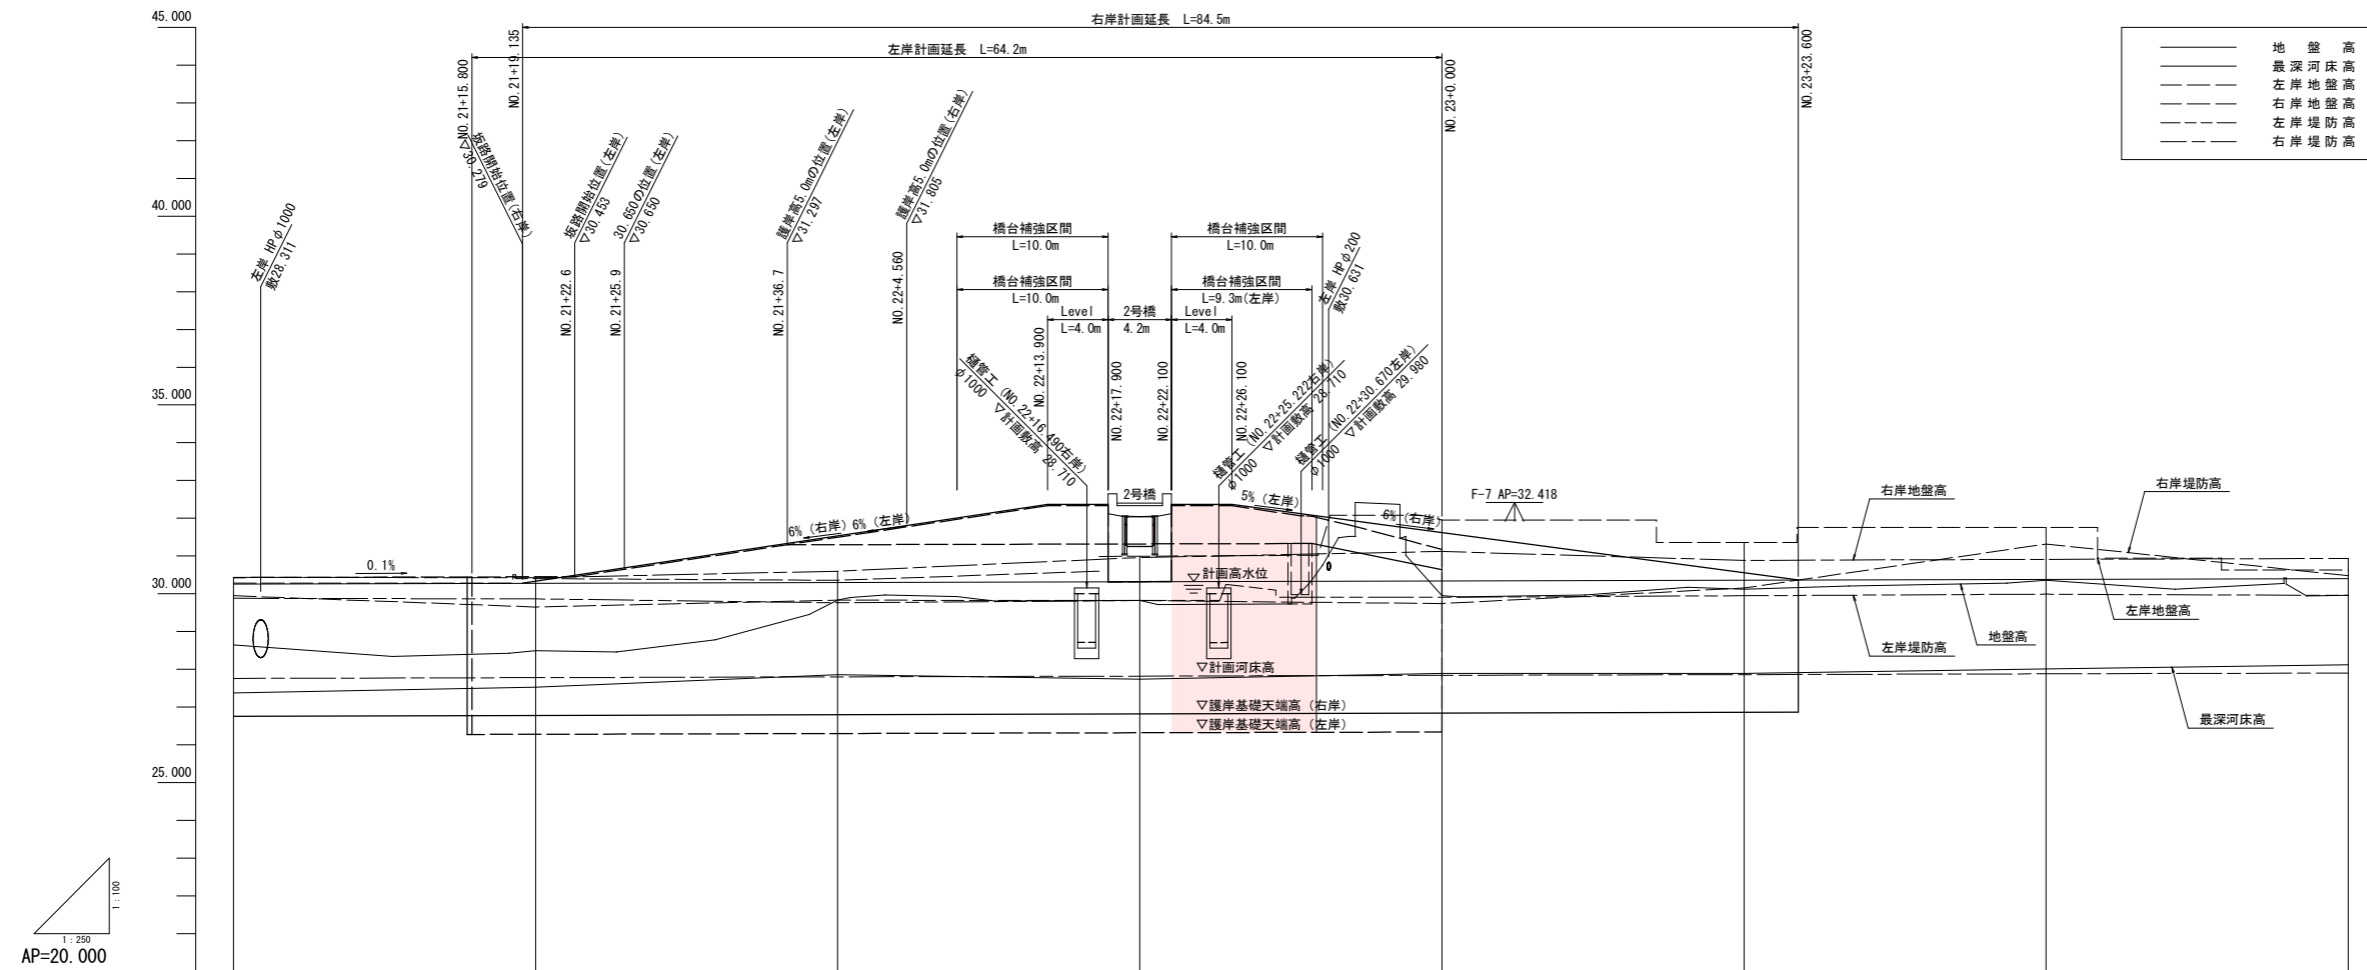 45.000
40.000
35.000
30.000
25.000
AP=20.000
1:100
1:250
右岸計画延長 L=84.5m
左岸計画延長 L=64.2m
NO.21+15.800
NO.21+19.135
NO.23+0.000
NO.23+23.600
地盤高
最深河床高
左岸地盤高
右岸地盤高
左岸堤防高
右岸堤防高
左岸 HPφ1000
敷28.311
坂路開始位置(右岸)
▽30.279
坂路開始位置(左岸)
▽30.453
NO.21+22.6
30.650の位置(左岸)
▽30.650
NO.21+25.9
護岸高5.0mの位置(左岸)
▽31.297
NO.21+36.7
護岸高5.0mの位置(右岸)
▽31.805
NO.22+4.560
橋台補強区間
L=10.0m
橋台補強区間
L=10.0m
橋台補強区間
L=10.0m
橋台補強区間
L=9.3m(左岸)
Level
L=4.0m
2号橋
4.2m
Level
L=4.0m
左岸 HPφ200
敷30.631
NO.22+13.900
NO.22+17.900
NO.22+22.100
NO.22+26.100
樋管工 (NO.22+16.490右岸)
φ1000 ▽計画敷高 28.710
樋管工 (NO.22+25.222右岸)
φ1000 ▽計画敷高 28.710
樋管工 (NO.22+30.670左岸)
φ1000 ▽計画敷高 29.980
2号橋
0.1%
6%(右岸) 6%(左岸)
5%(左岸)
6%(右岸)
F-7 AP=32.418
▽計画高水位
▽計画河床高
▽護岸基礎天端高(右岸)
▽護岸基礎天端高(左岸)
右岸地盤高
右岸堤防高
左岸地盤高
地盤高
左岸堤防高
最深河床高